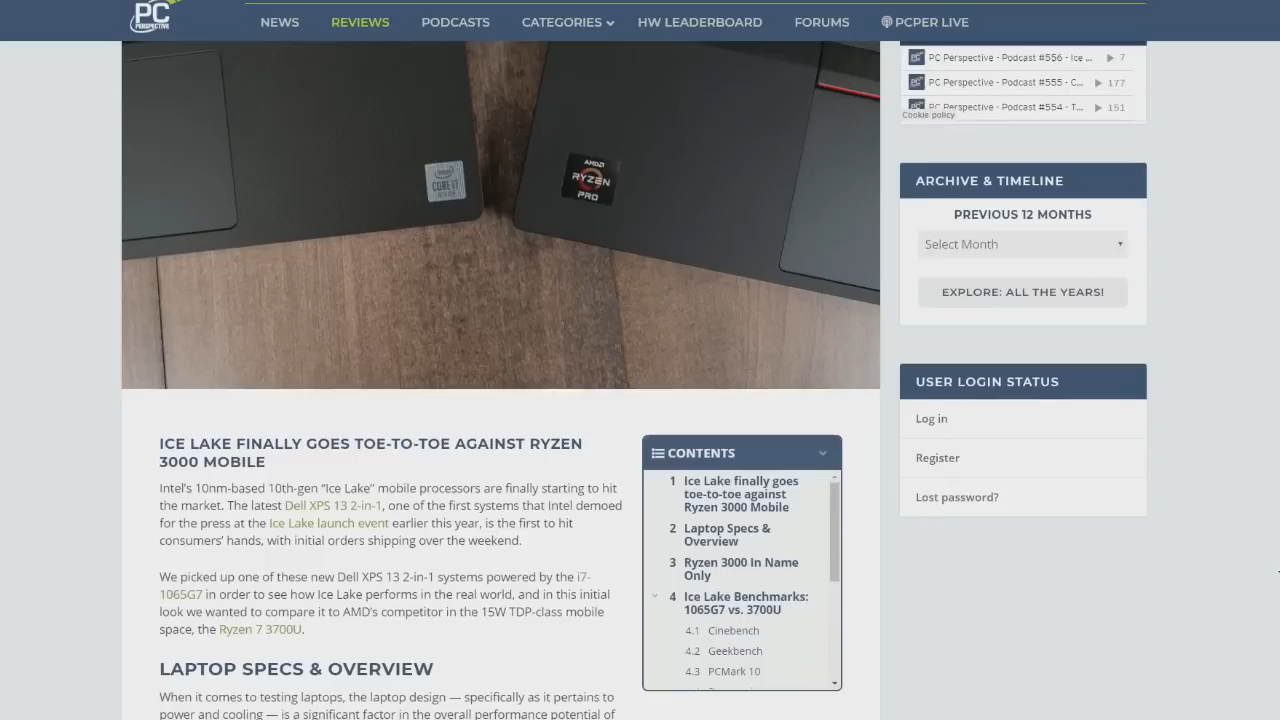 PC
PERSPECTIVE
NEWS
REVIEWS
PODCASTS
CATEGORIES
HW LEADERBOARD
FORUMS
PCPER LIVE
PC Perspective - Podcast #556 - Ice ... 7
PC Perspective - Podcast #555 - C... 177
PC Perspective - Podcast #554 - T... 151
Cookie policy
ARCHIVE & TIMELINE
PREVIOUS 12 MONTHS
Select Month
EXPLORE: ALL THE YEARS!
USER LOGIN STATUS
Log in
Register
Lost password?
intel
CORE i7
AMD
RYZEN
PRO
ICE LAKE FINALLY GOES TOE-TO-TOE AGAINST RYZEN
3000 MOBILE
Intel's 10nm-based 10th-gen “Ice Lake” mobile processors are finally starting to hit
the market. The latest Dell XPS 13 2-in-1, one of the first systems that Intel demoed
for the press at the Ice Lake launch event earlier this year, is the first to hit
consumers’ hands, with initial orders shipping over the weekend.
We picked up one of these new Dell XPS 13 2-in-1 systems powered by the i7-
1065G7 in order to see how Ice Lake performs in the real world, and in this initial
look we wanted to compare it to AMD’s competitor in the 15W TDP-class mobile
space, the Ryzen 7 3700U.
LAPTOP SPECS & OVERVIEW
When it comes to testing laptops, the laptop design — specifically as it pertains to
power and cooling — is a significant factor in the overall performance potential of
CONTENTS
1 Ice Lake finally goes
toe-to-toe against
Ryzen 3000 Mobile
2 Laptop Specs &
Overview
3 Ryzen 3000 In Name
Only
4 Ice Lake Benchmarks:
1065G7 vs. 3700U
4.1 Cinebench
4.2 Geekbench
4.3 PCMark 10